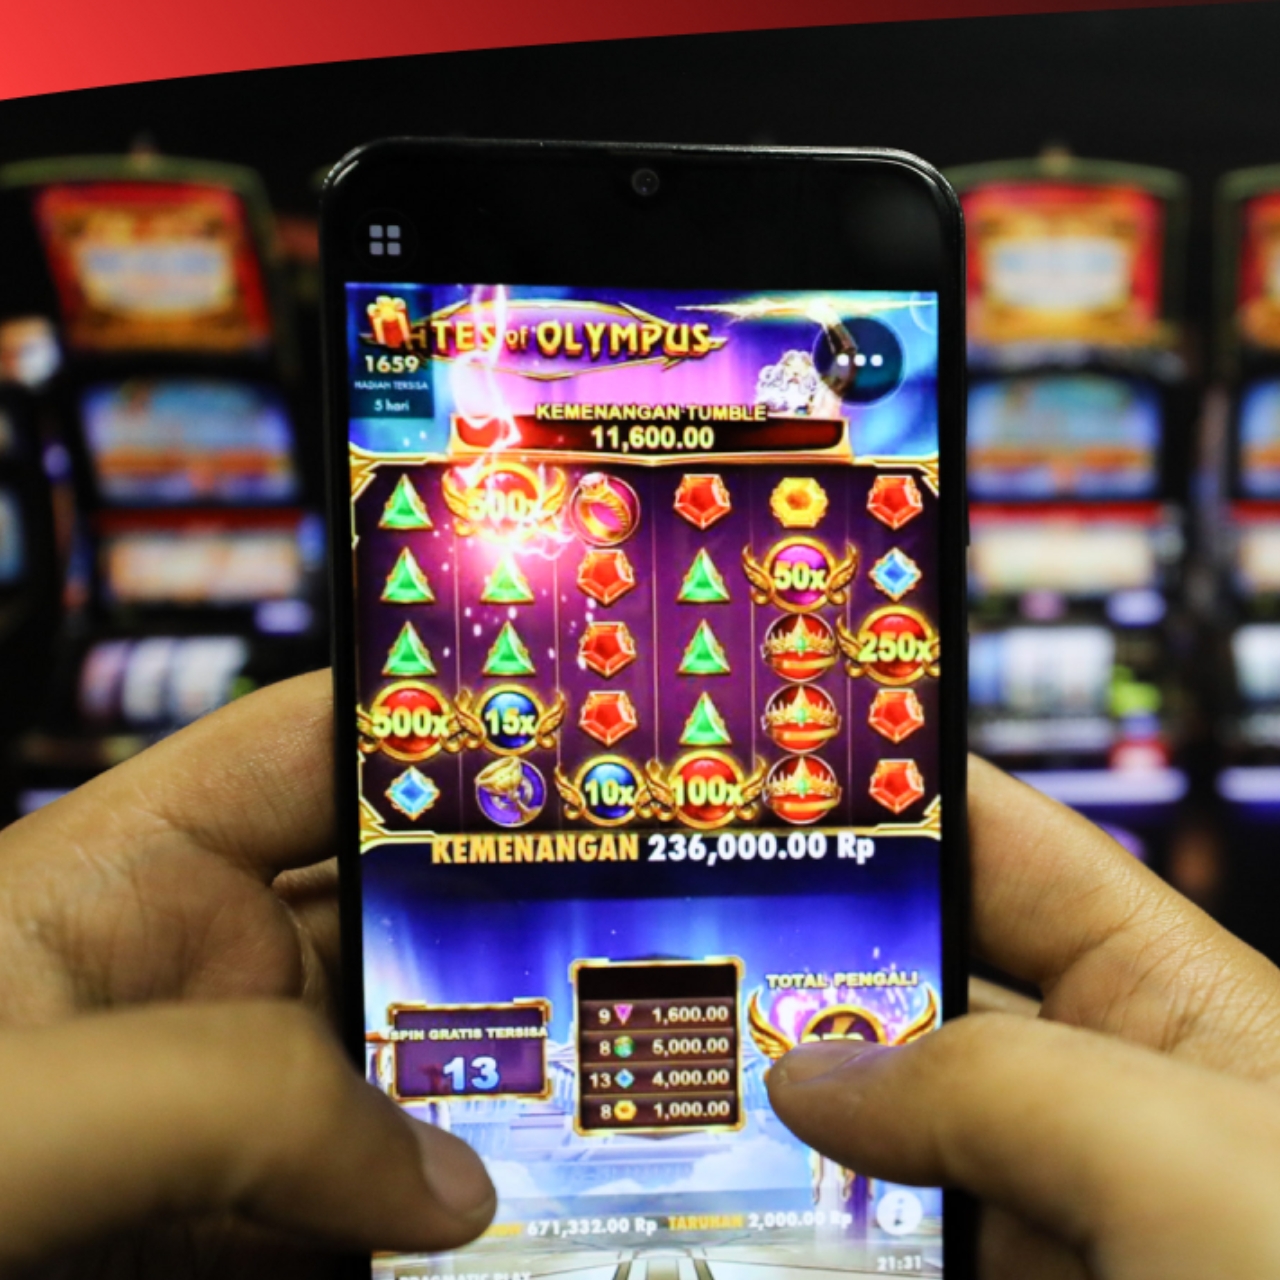 OLYMPUS
of
1659
HADIAH TERSISA
5 hari
KEMENANGAN TUMBLE
11,600.00
500x
50x
250x
500x
15x
10x
100x
KEMENANGAN 236,000.00 Rp
TOTAL PENGALI
SPIN GRATIS TERSISA
13
9 1,600.00
8 5,000.00
13 4,000.00
8 1,000.00
671,332.00 Rp TARUHAN 2,000.00 Rp
21:31
PRAGMATIC PLAY